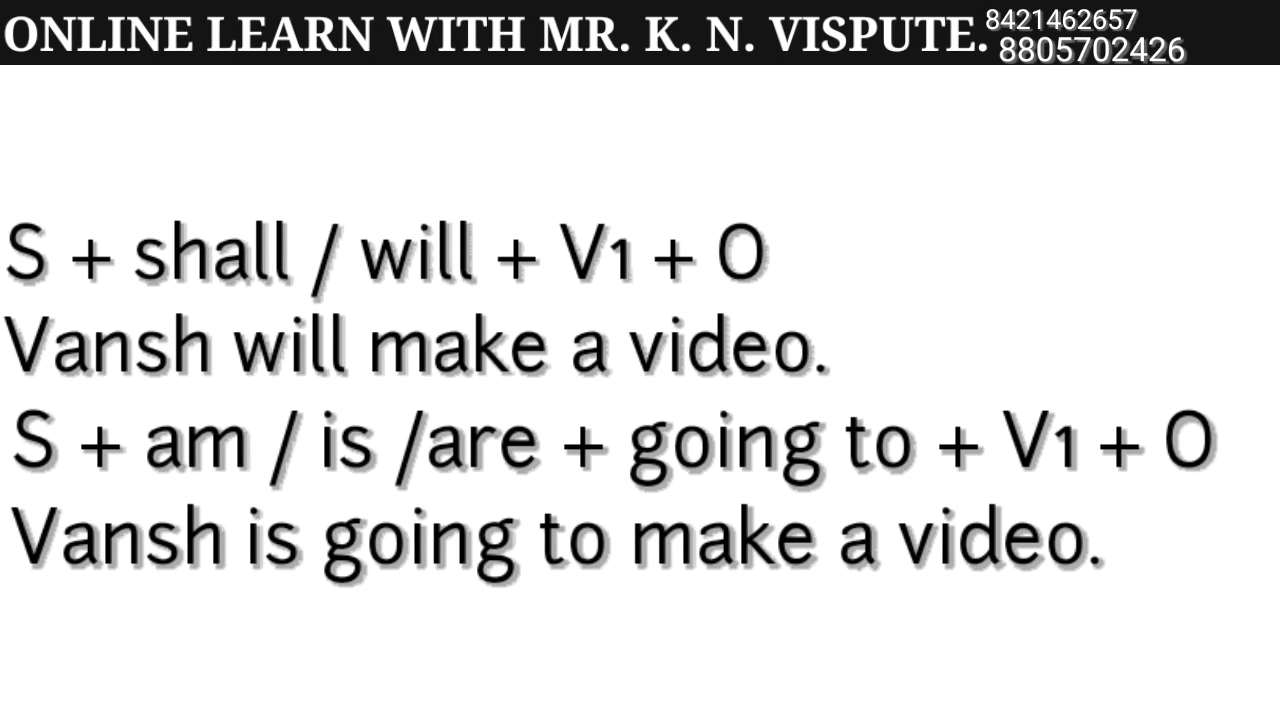 ONLINE LEARN WITH MR. K. N. VISPUTE. 8421462657
8805702426
S + shall / will + V1 + O
Vansh will make a video.
S + am / is /are + going to + V1 + O
Vansh is going to make a video.